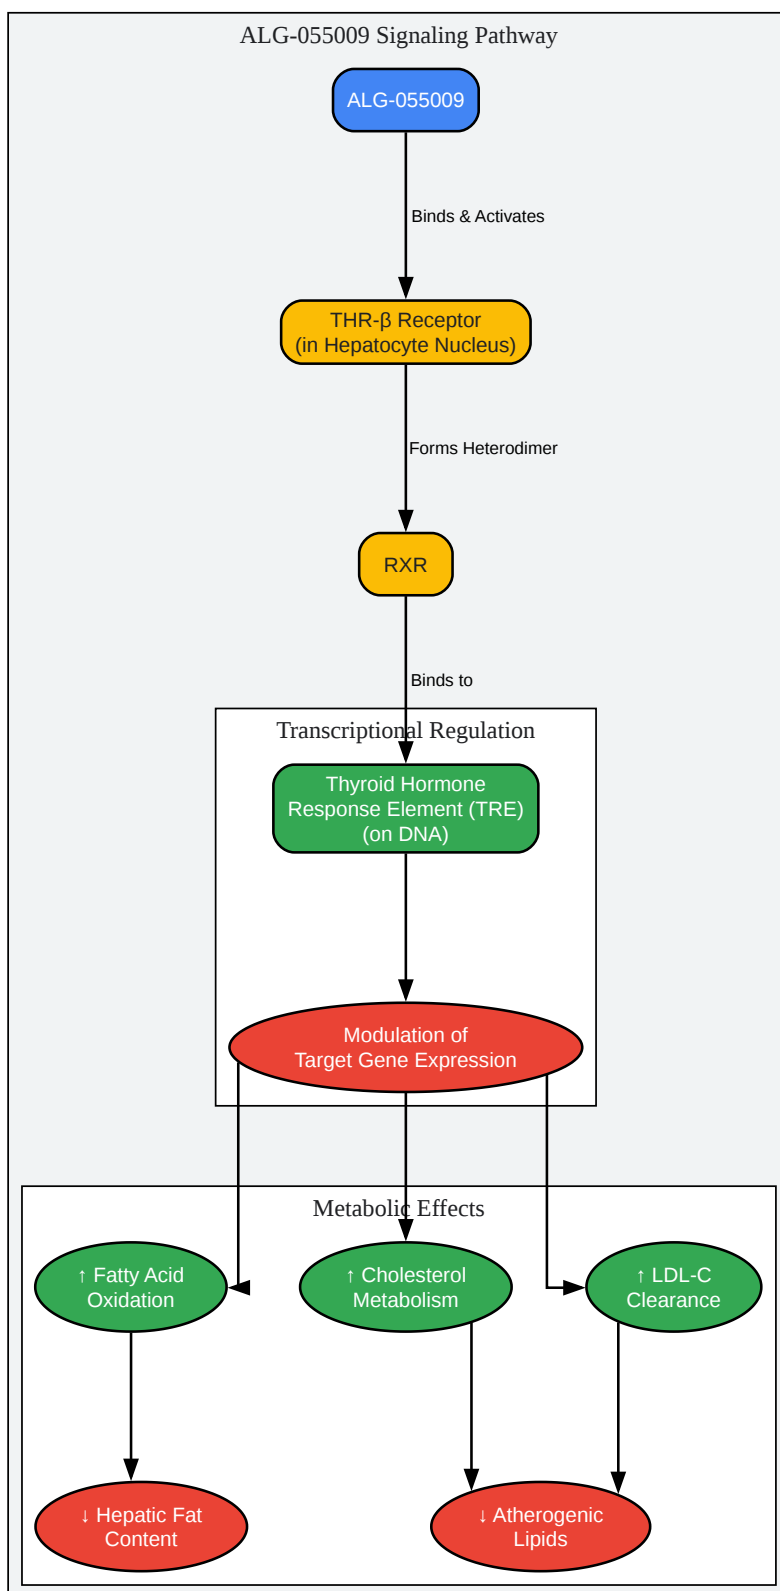 ALG-055009 Signaling Pathway
ALG-055009
Binds & Activates
THR-β Receptor
(in Hepatocyte Nucleus)
Forms Heterodimer
RXR
Binds to
Transcriptional Regulation
Thyroid Hormone
Response Element (TRE)
(on DNA)
Modulation of
Target Gene Expression
Metabolic Effects
↑ Fatty Acid
Oxidation
↑ Cholesterol
Metabolism
↑ LDL-C
Clearance
↓ Hepatic Fat
Content
↓ Atherogenic
Lipids